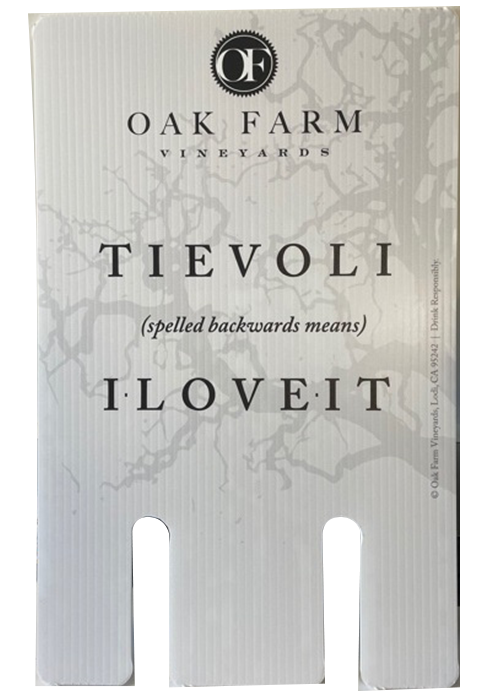 OF
OAK FARM
VINEYARDS
TIEVOLI
(spelled backwards means)
I·LOVE·IT
© Oak Farm Vineyards, Lodi, CA 95242 | Drink Responsibly.